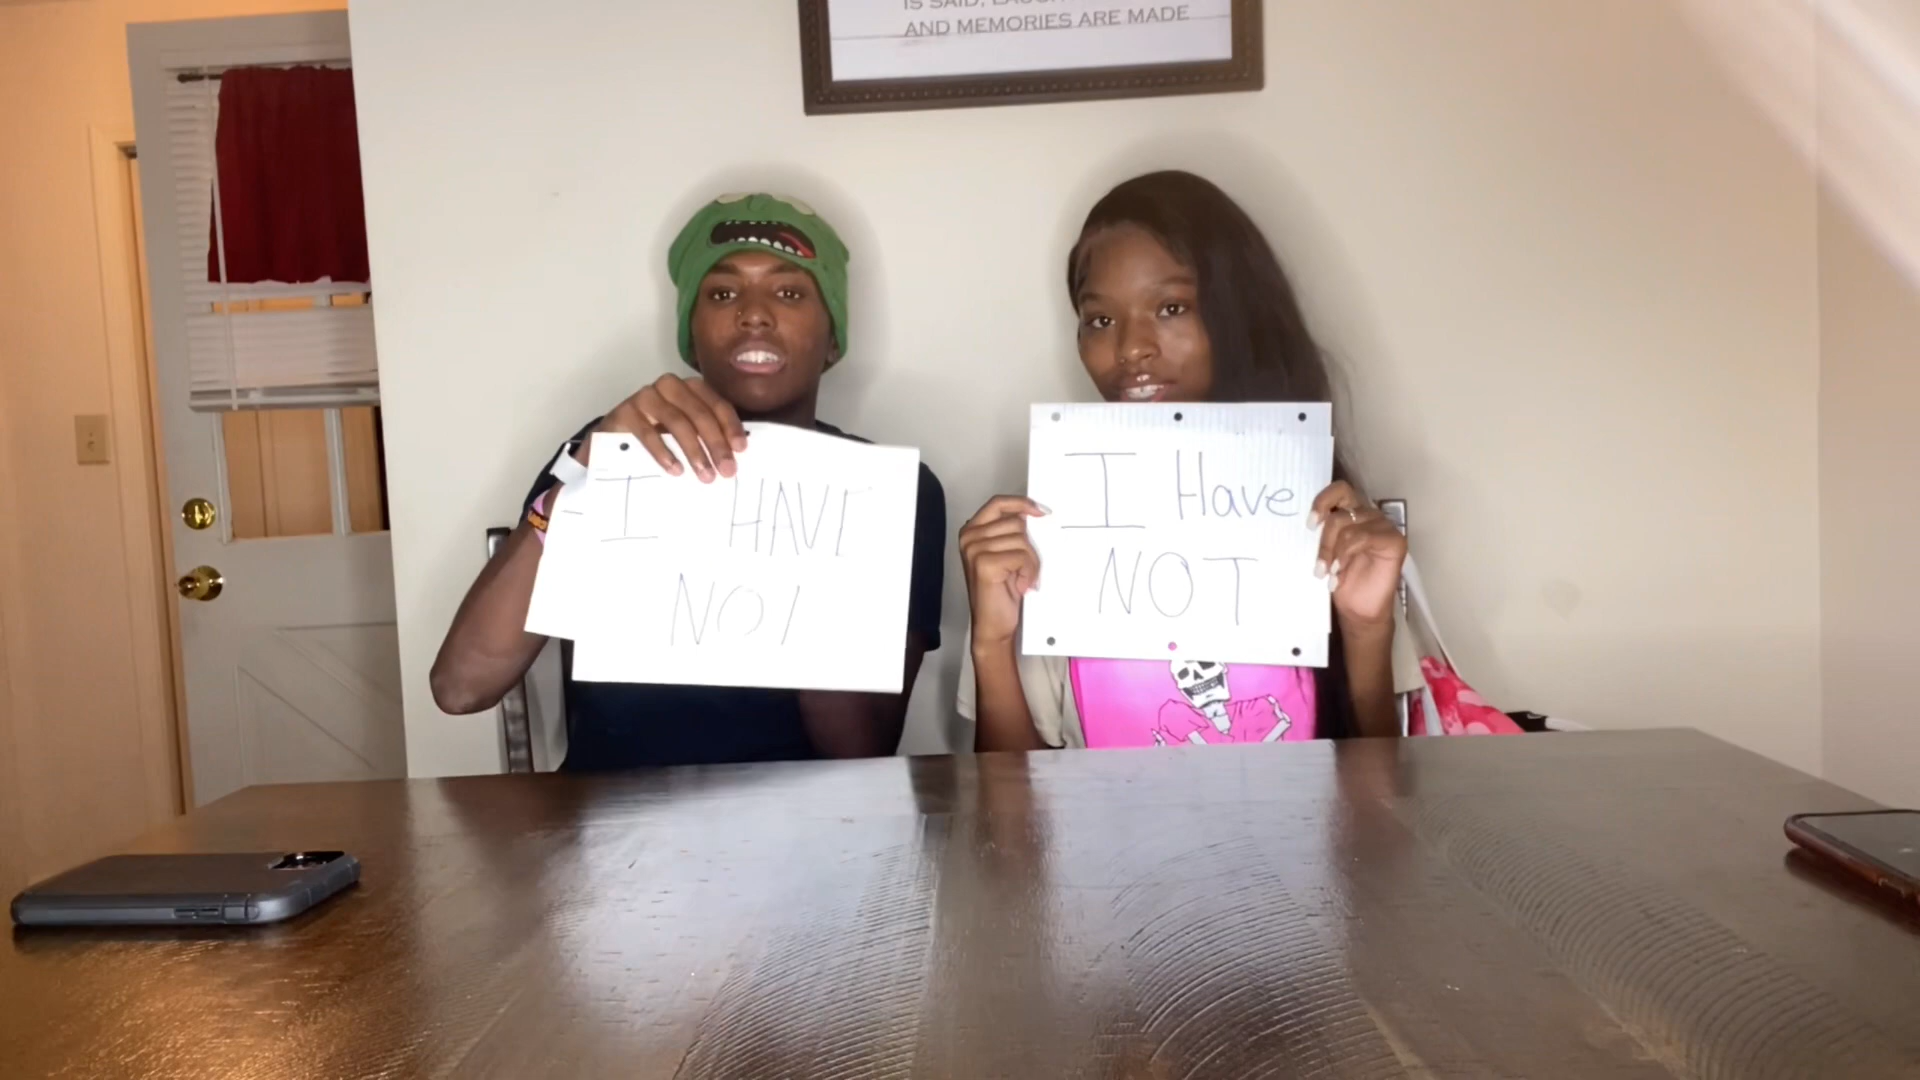 AND MEMORIES ARE MADE
I HAVE
NOT
I Have
NOT